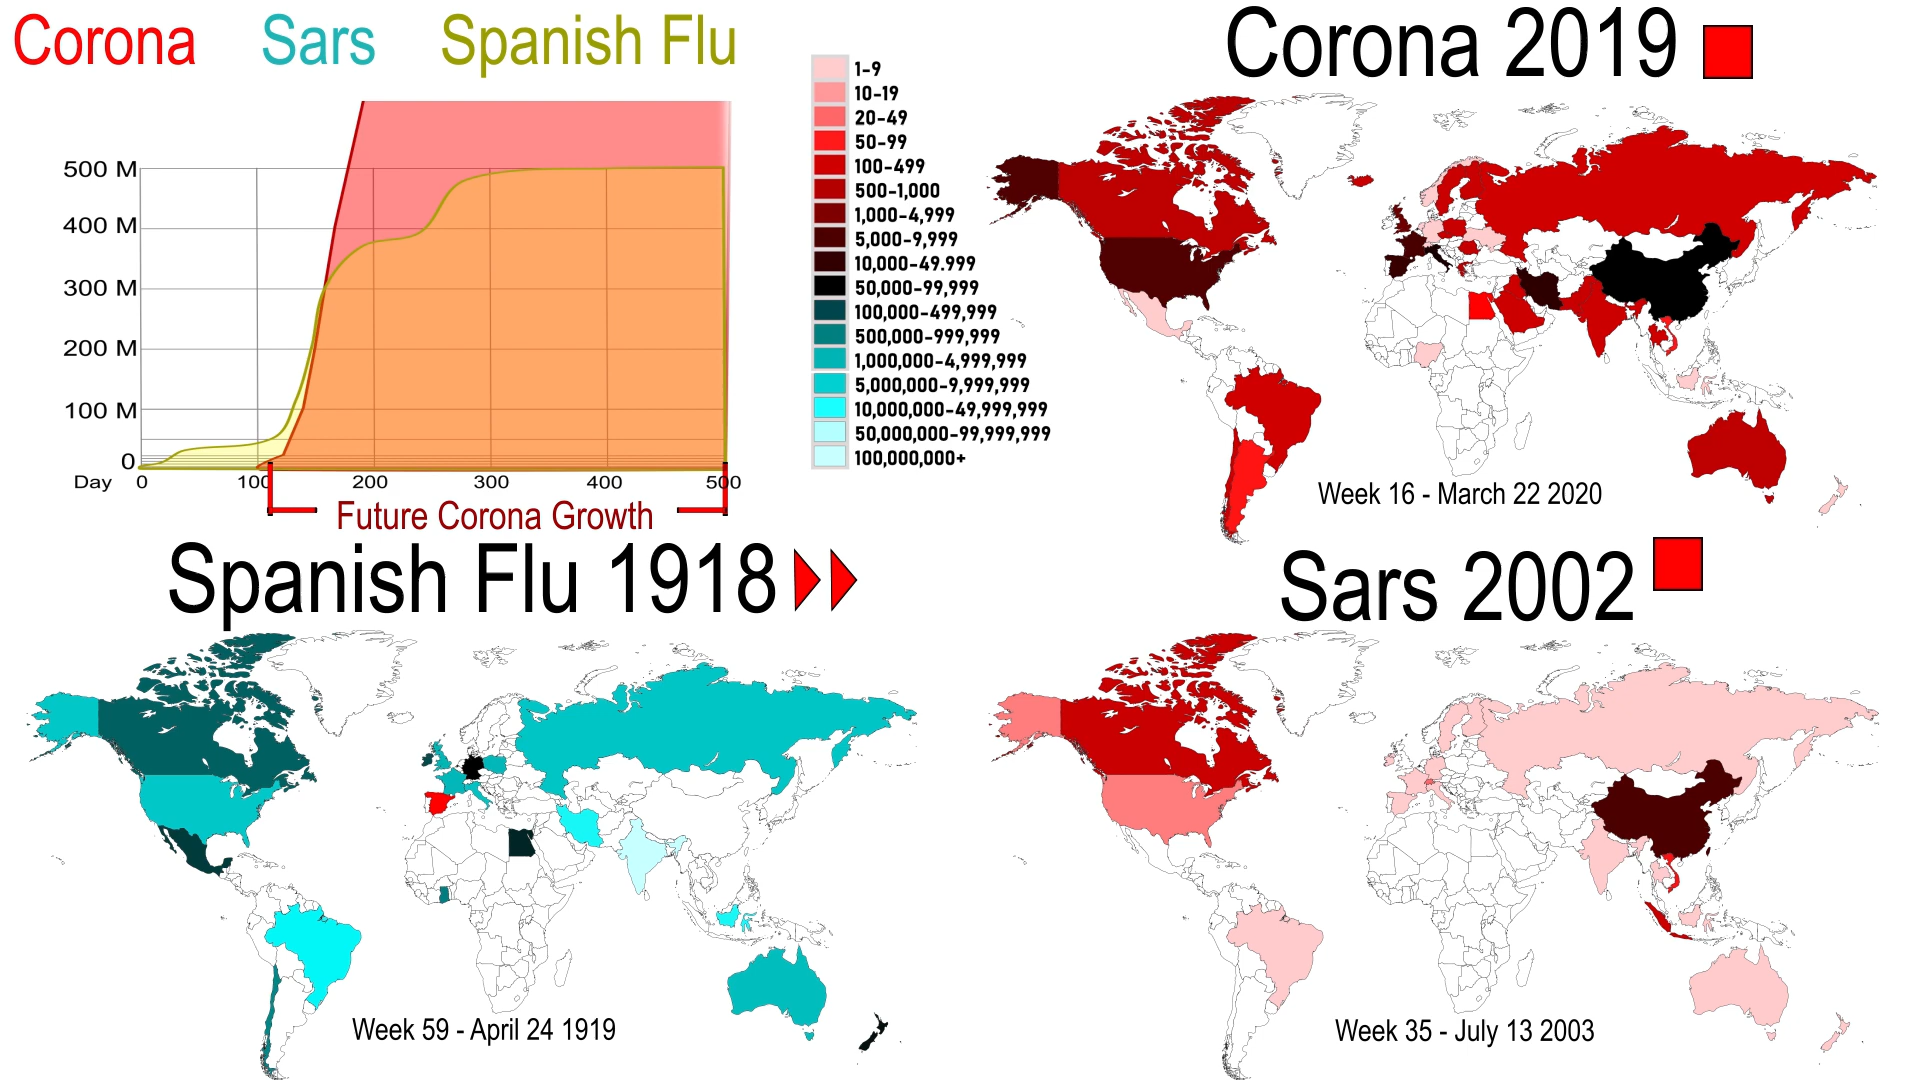 Corona Sars Spanish Flu
500 M
400 M
300 M
200 M
100 M
0
Day 0 100 200 300 400 500
Future Corona Growth
1-9
10-19
20-49
50-99
100-499
500-1,000
1,000-4,999
5,000-9,999
10,000-49.999
50,000-99,999
100,000-499,999
500,000-999,999
1,000,000-4,999,999
5,000,000-9,999,999
10,000,000-49,999,999
50,000,000-99,999,999
100,000,000+
Corona 2019
Week 16 - March 22 2020
Spanish Flu 1918
Week 59 - April 24 1919
Sars 2002
Week 35 - July 13 2003